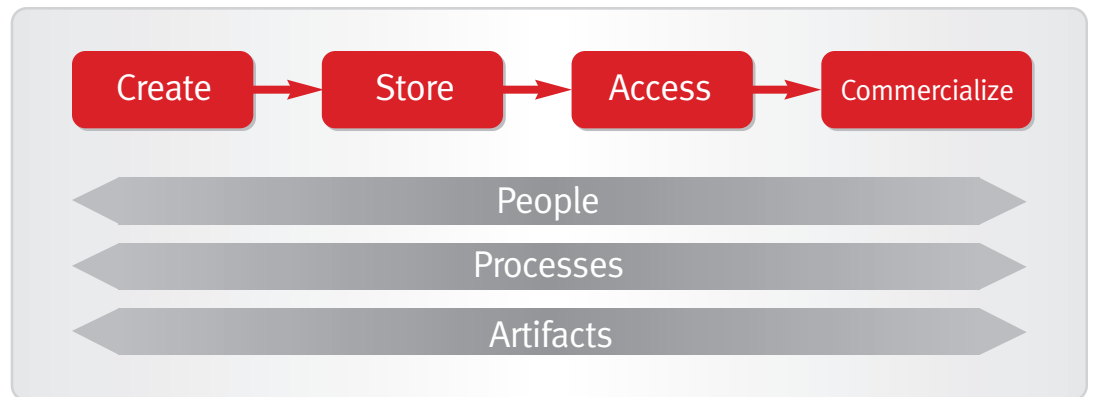 Create
Store
Access
Commercialize
People
Processes
Artifacts